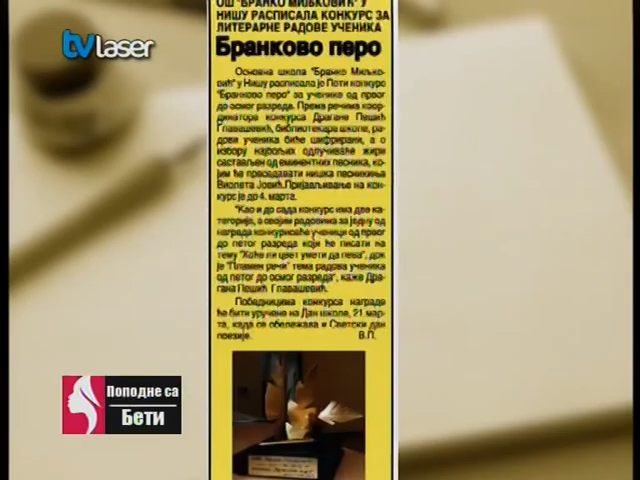 ОШ "БРАНКО МИЉКОВИЋ" У
НИШУ РАСПИСАЛА КОНКУРС ЗА
ЛИТЕРАРНЕ РАДОВЕ УЧЕНИКА
Бранково перо
Основна школа "Бранко Миљко-
вић" у Нишу расписала је Пети конкурс
"Бранково перо" за ученике од првог
до осмог разреда. Према речима коор-
динатора конкурса Драгане Пешић
Главашевић, библиотекара школе, ра-
дови ученика биће шифрирани, а о
избору најбољих одлучиваће жири
састављен од еминентних песника, ко-
јим ће председавати нишка песникиња
Виолета Јовић. Пријављивање на кон-
курс је до 4. марта.
"Као и до сада конкурс има две ка-
тегорије, а својим радовима за једну од
награда конкурисаће ученици од првог
до петог разреда који ће писати на
тему "Хоће ли цвет умети да пева", док
је "Пламен речи" тема радова ученика
од петог до осмог разреда", каже Дра-
гана Пешић Главашевић.
Победницима конкурса награде
ће бити уручене на Дан школе, 21 мар-
та, када се обележава и Светски дан
поезије. В.П.
tvlaser
Поподне са
Бети